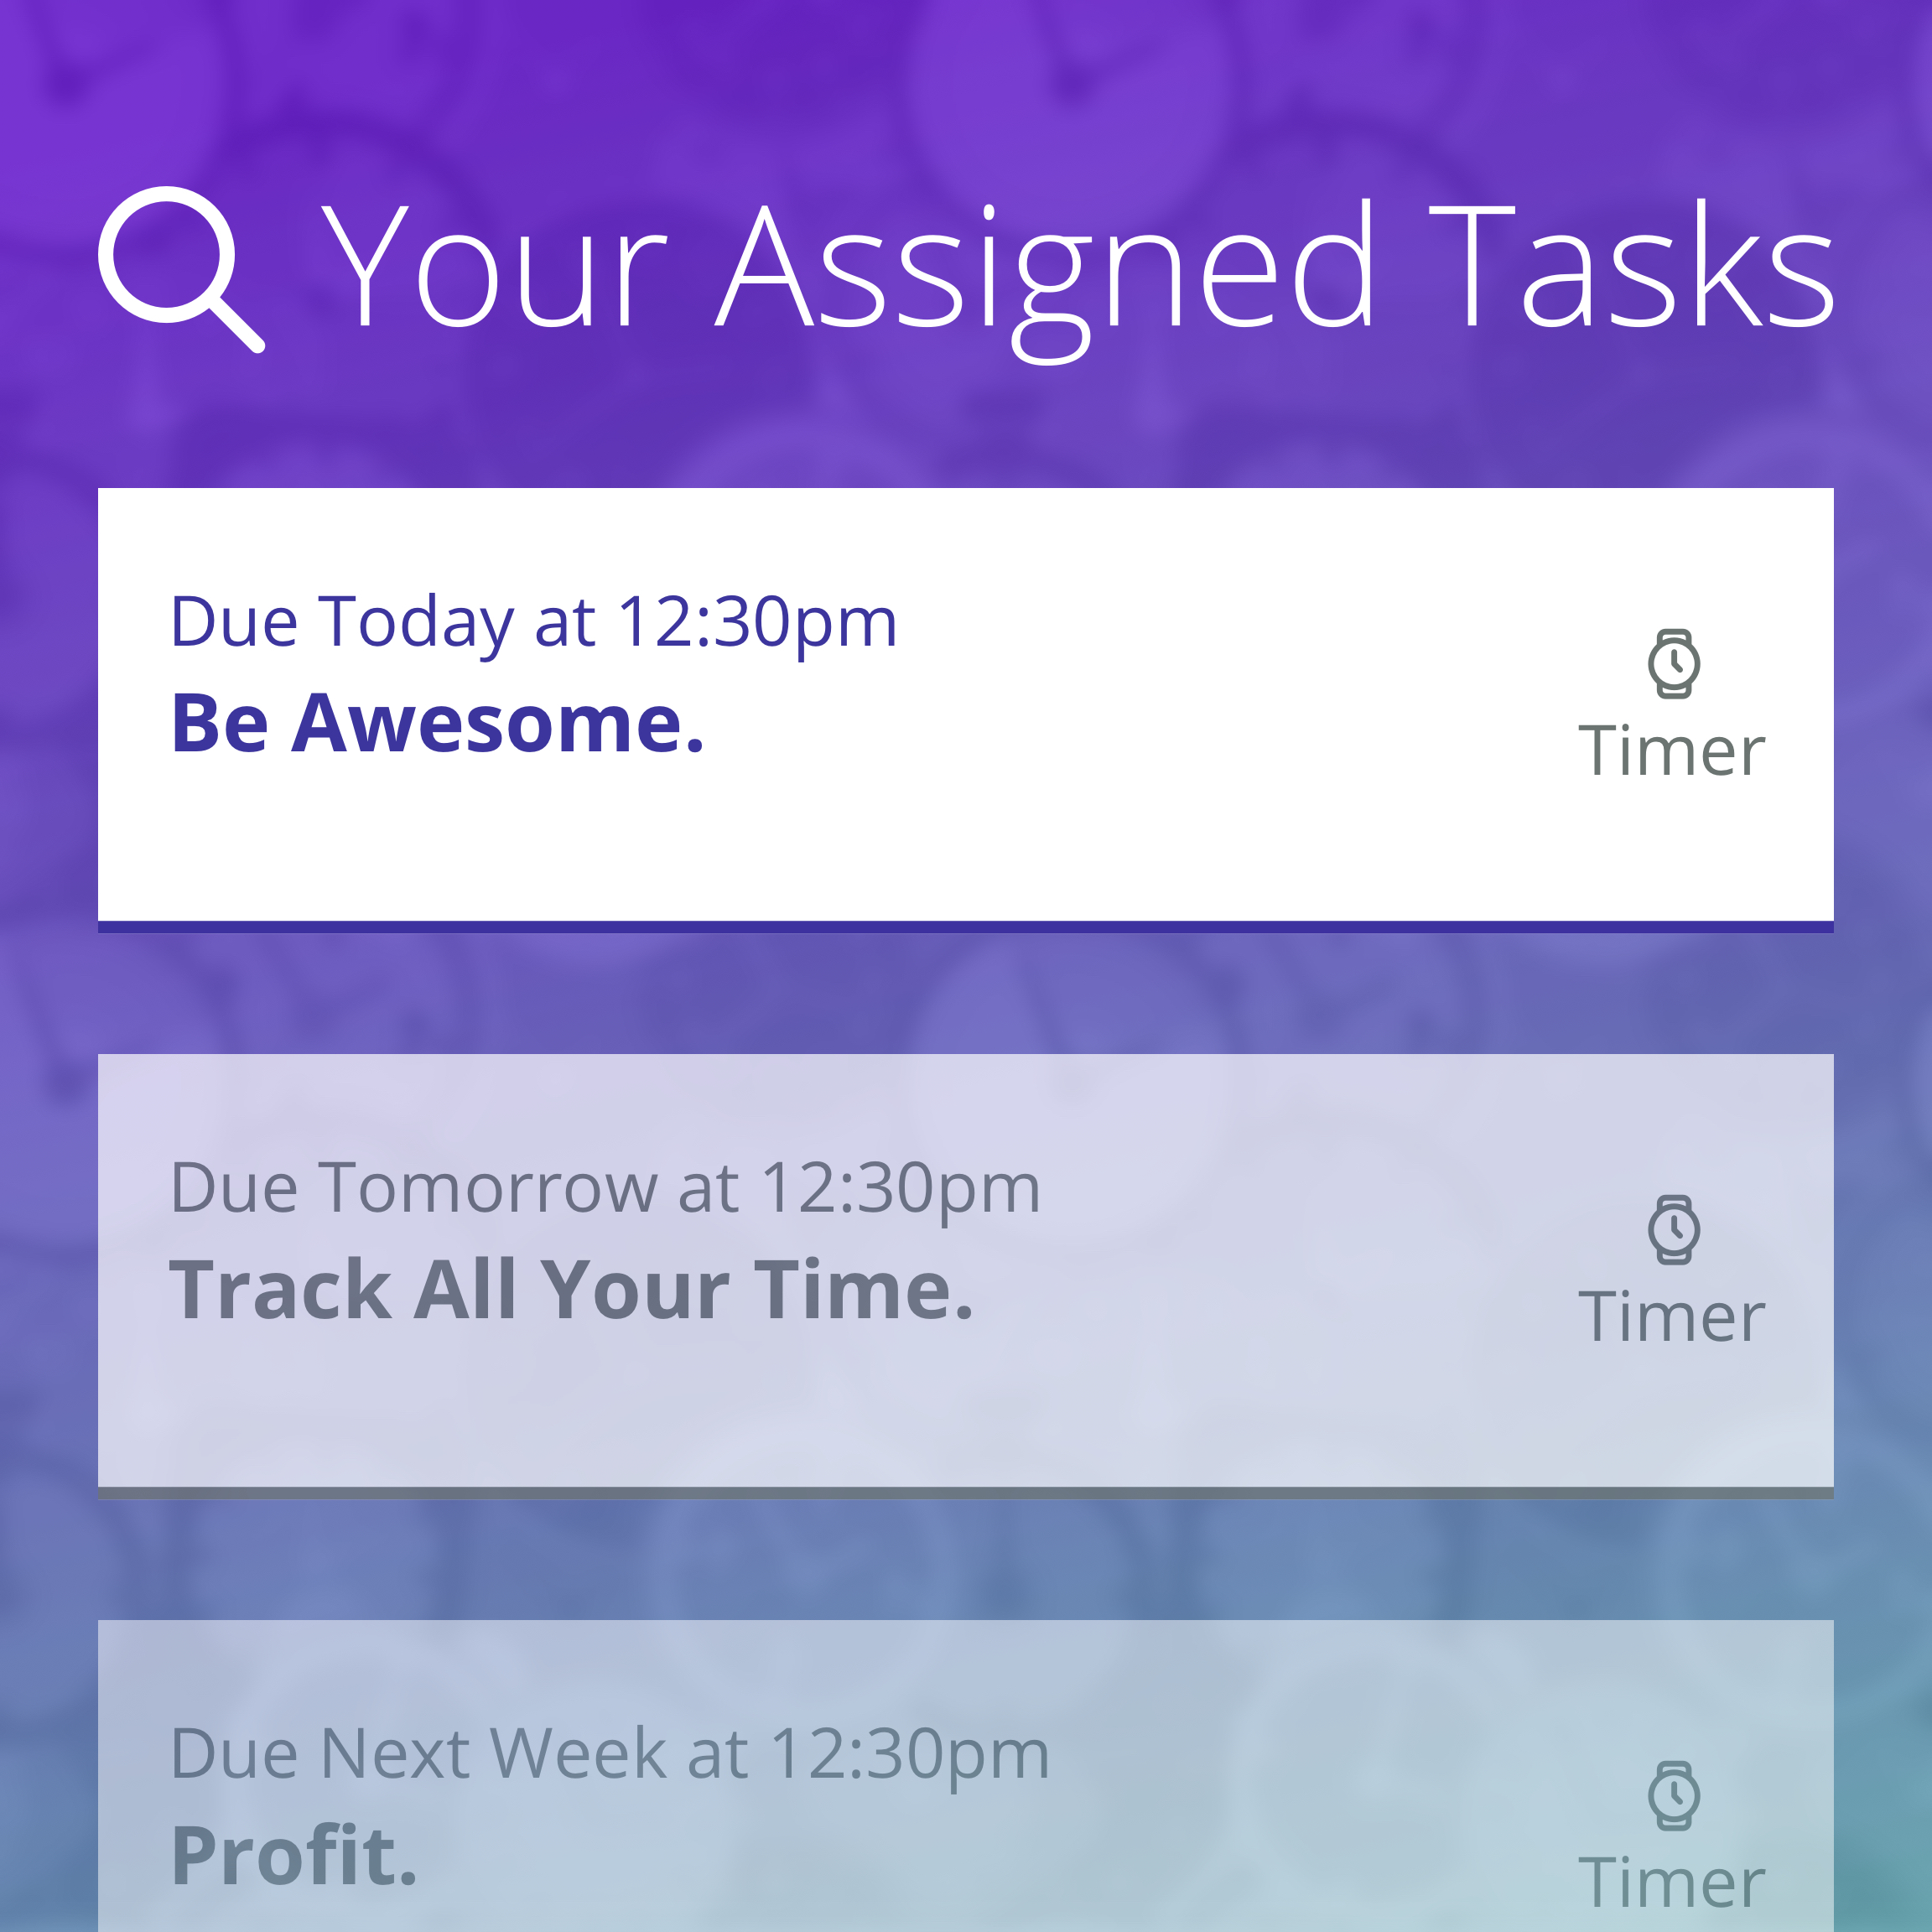 Your Assigned Tasks
Due Today at 12:30pm
Be Awesome.
Timer
Due Tomorrow at 12:30pm
Track All Your Time.
Timer
Due Next Week at 12:30pm
Profit.
Timer